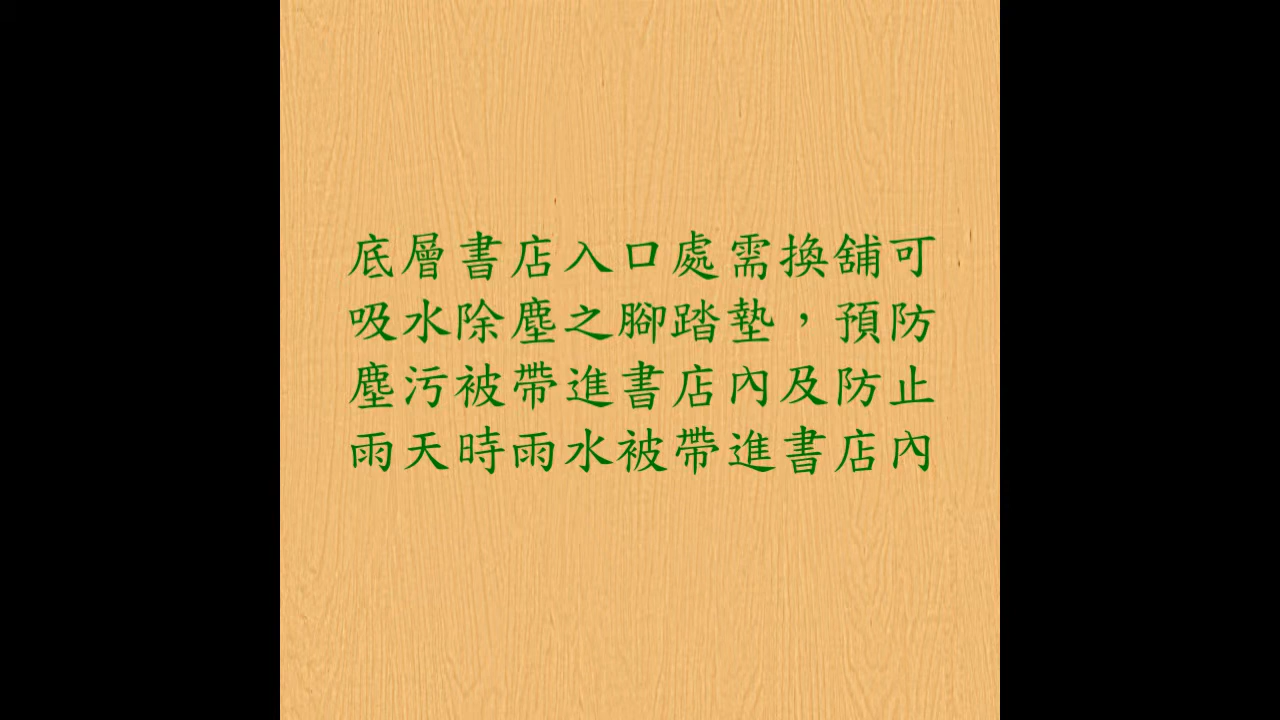 底層書店入口處需換舖可
吸水除塵之腳踏墊，預防
塵污被帶進書店內及防止
雨天時雨水被帶進書店內